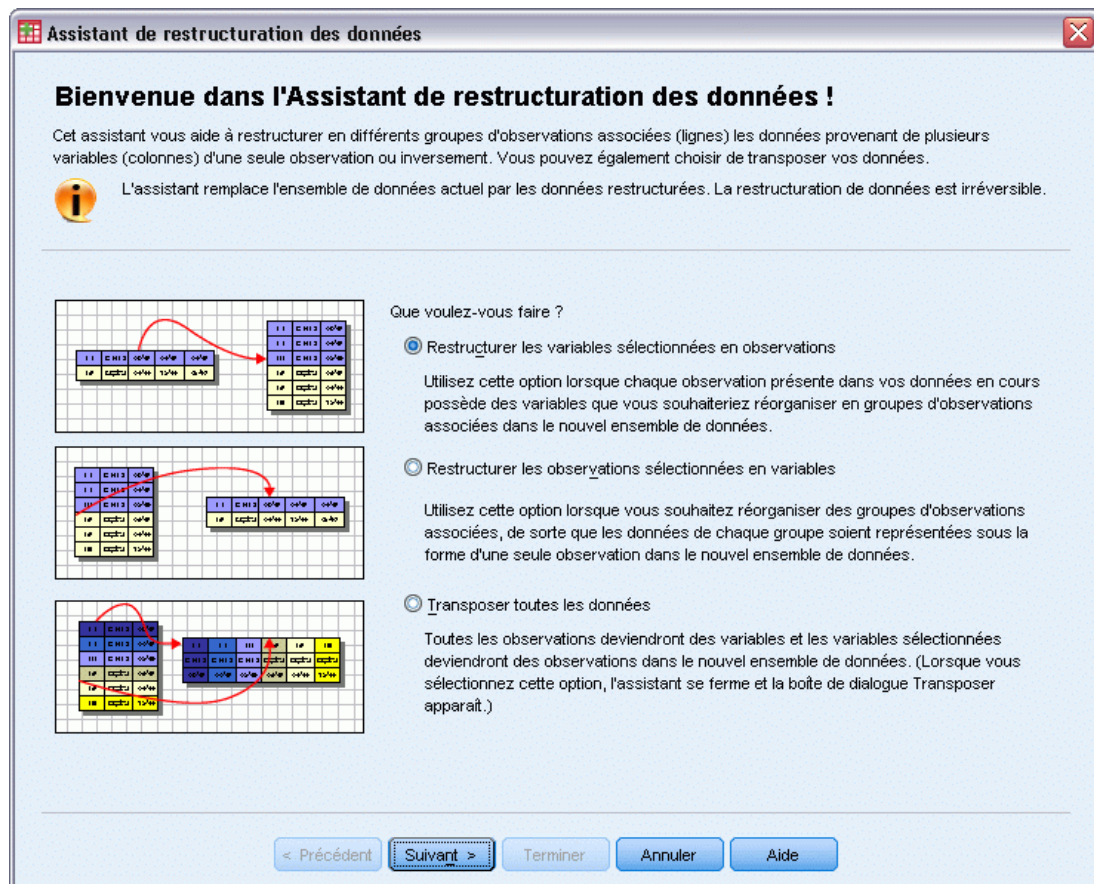 Assistant de restructuration des données
Bienvenue dans l'Assistant de restructuration des données !
Cet assistant vous aide à restructurer en différents groupes d'observations associées (lignes) les données provenant de plusieurs
variables (colonnes) d'une seule observation ou inversement. Vous pouvez également choisir de transposer vos données.
L'assistant remplace l'ensemble de données actuel par les données restructurées. La restructuration de données est irréversible.
Que voulez-vous faire ?
Restructurer les variables sélectionnées en observations
Utilisez cette option lorsque chaque observation présente dans vos données en cours
possède des variables que vous souhaiteriez réorganiser en groupes d'observations
associées dans le nouvel ensemble de données.
Restructurer les observations sélectionnées en variables
Utilisez cette option lorsque vous souhaitez réorganiser des groupes d'observations
associées, de sorte que les données de chaque groupe soient représentées sous la
forme d'une seule observation dans le nouvel ensemble de données.
Transposer toutes les données
Toutes les observations deviendront des variables et les variables sélectionnées
deviendront des observations dans le nouvel ensemble de données. (Lorsque vous
sélectionnez cette option, l'assistant se ferme et la boîte de dialogue Transposer
apparaît.)
< Précédent Suivant > Terminer Annuler Aide